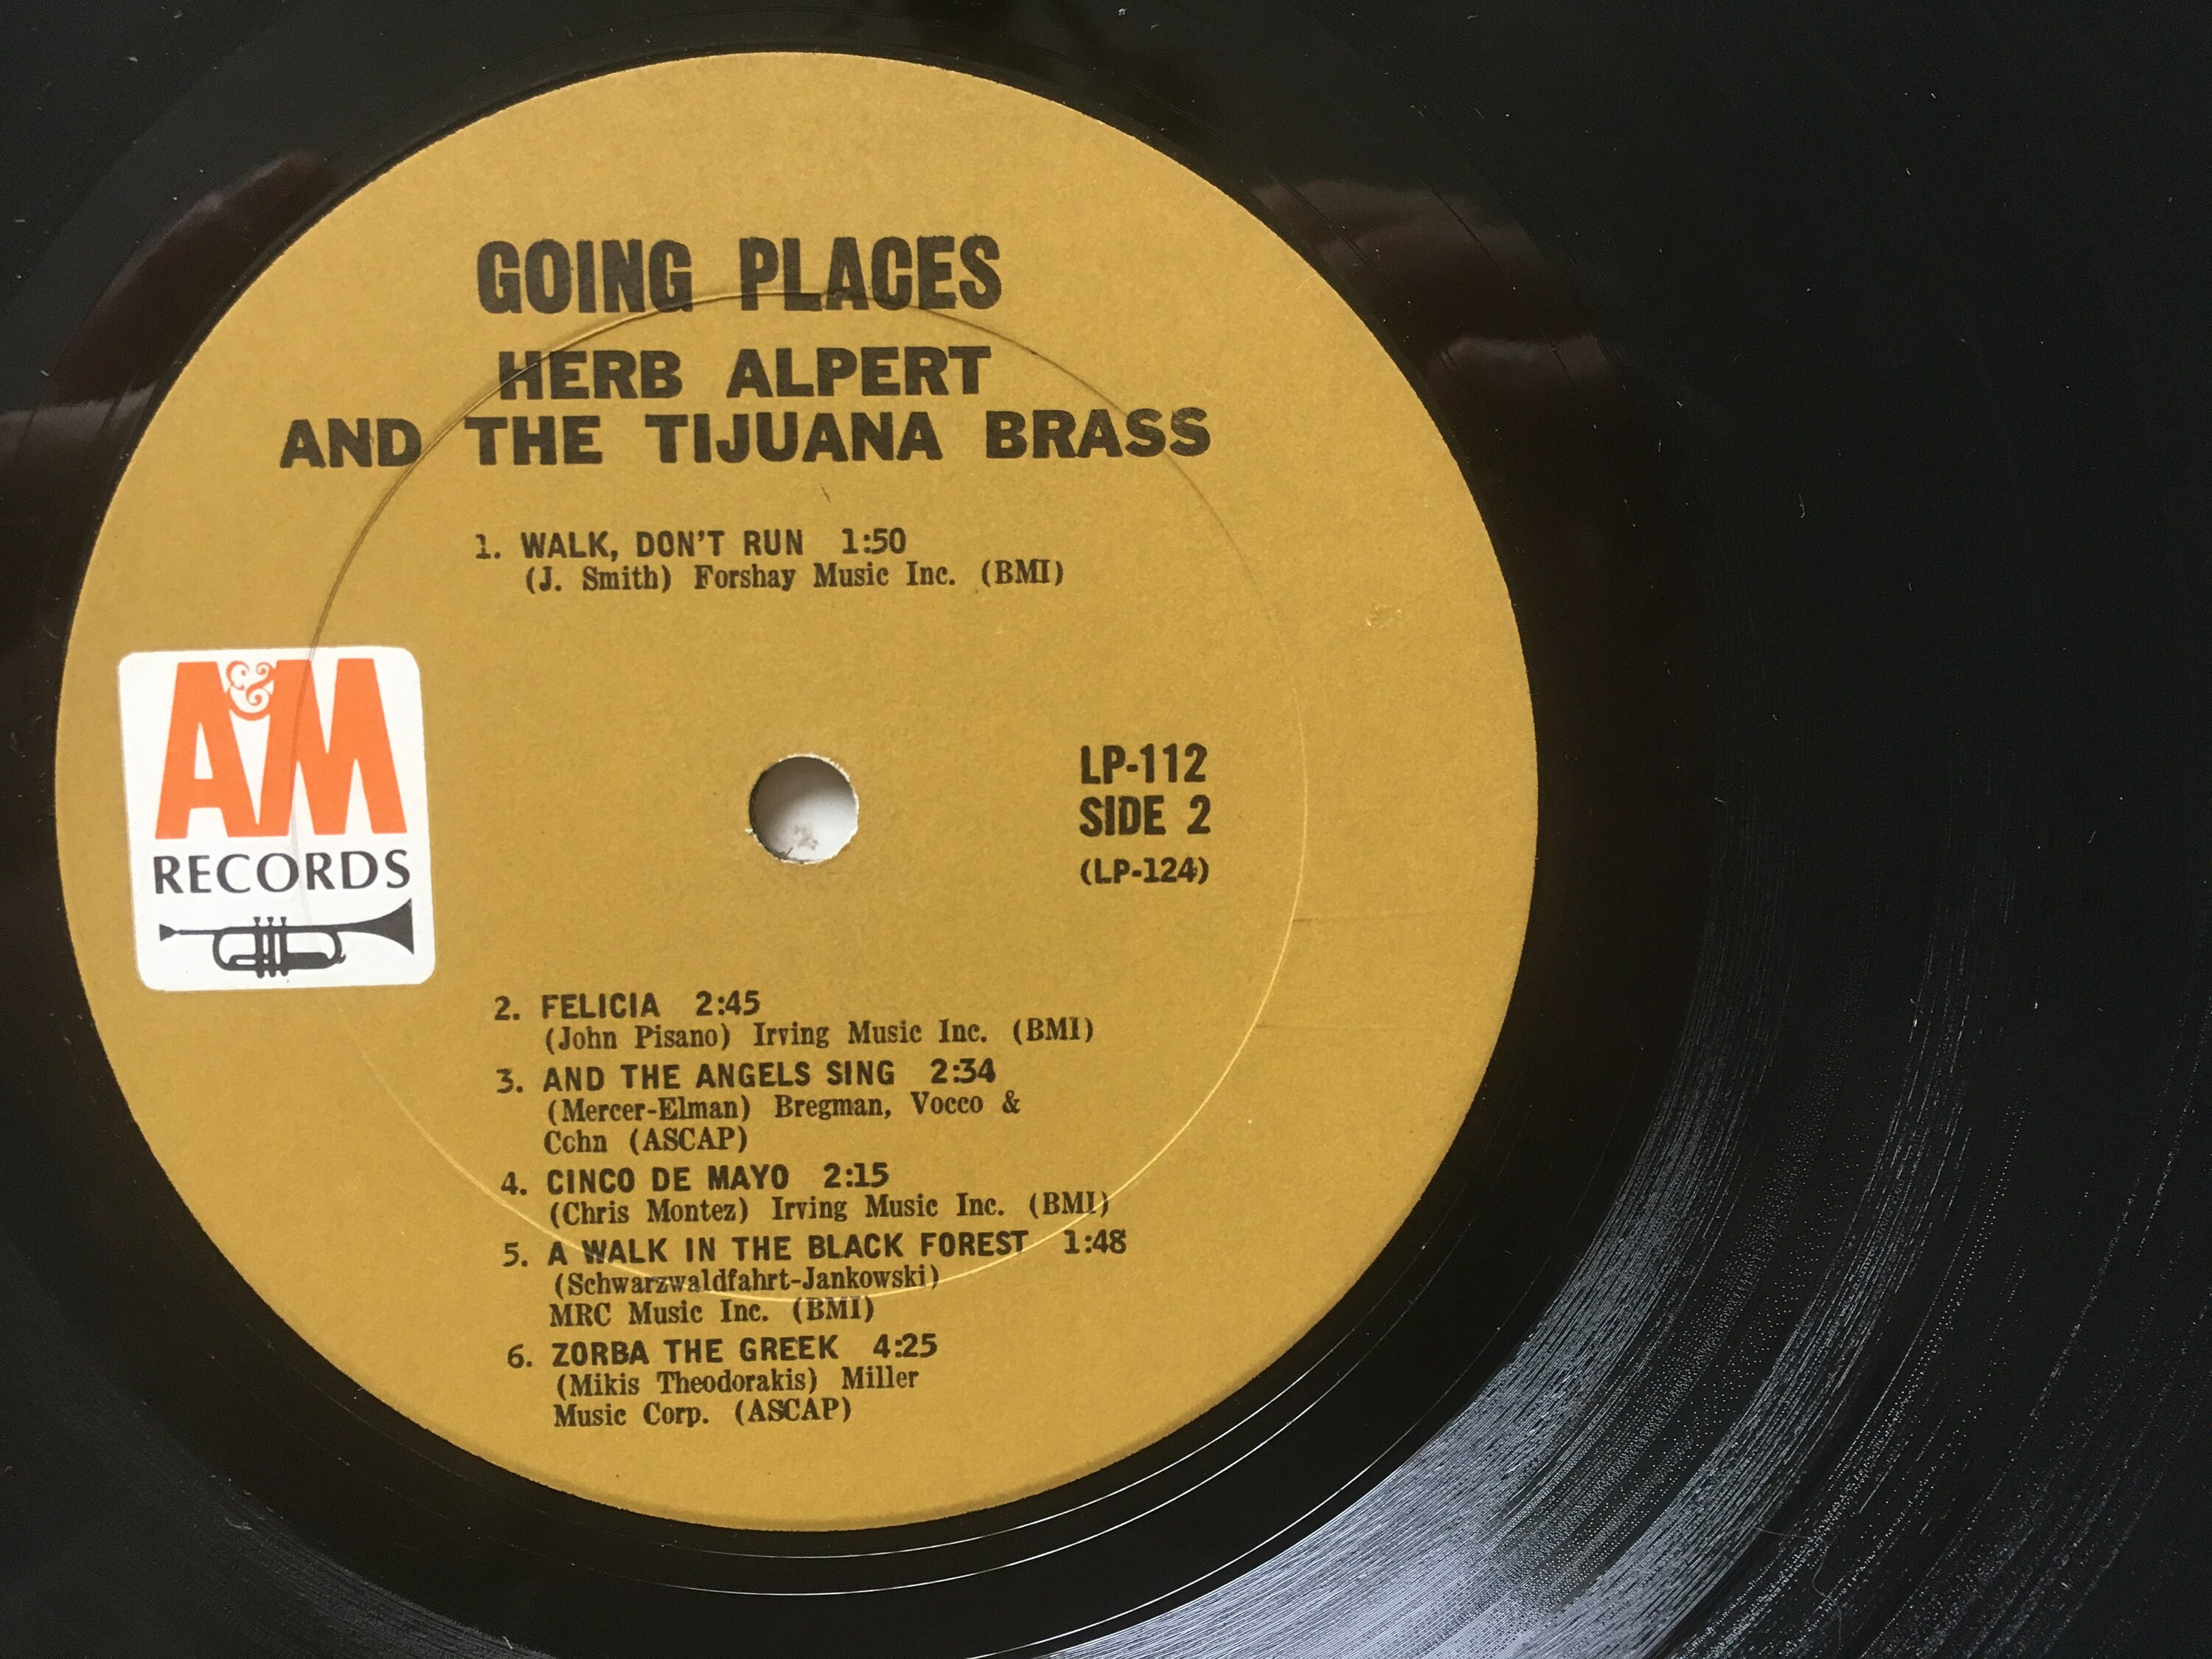 GOING PLACES
HERB ALPERT
AND THE TIJUANA BRASS
1. WALK, DON'T RUN 1:50
(J. Smith) Forshay Music Inc. (BMI)
A&M
RECORDS
LP-112
SIDE 2
(LP-124)
2. FELICIA 2:45
(John Pisano) Irving Music Inc. (BMI)
3. AND THE ANGELS SING 2:34
(Mercer-Elman) Bregman, Vocco &
Cchn (ASCAP)
4. CINCO DE MAYO 2:15
(Chris Montez) Irving Music Inc. (BMI)
5. A WALK IN THE BLACK FOREST 1:48
(Schwarzwaldfahrt-Jankowski)
MRC Music Inc. (BMI)
6. ZORBA THE GREEK 4:25
(Mikis Theodorakis) Miller
Music Corp. (ASCAP)